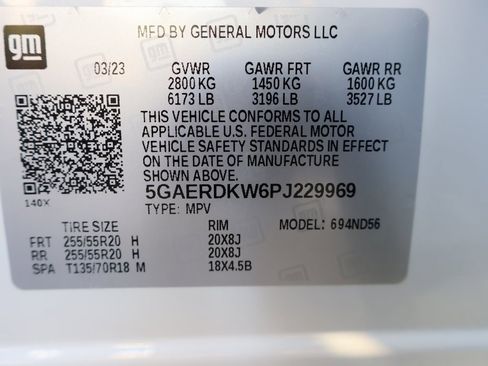 gm
MFD BY GENERAL MOTORS LLC
03/23 GVWR GAWR FRT GAWR RR
2800 KG 1450 KG 1600 KG
6173 LB 3196 LB 3527 LB
THIS VEHICLE CONFORMS TO ALL
APPLICABLE U.S. FEDERAL MOTOR
VEHICLE SAFETY STANDARDS IN EFFECT
ON THE DATE OF MANUFACTURE
SHOWN ABOVE.
5GAERDKW6PJ229969
140X TYPE: MPV
TIRE SIZE RIM MODEL: 694ND56
FRT 255/55R20 H 20X8J
RR 255/55R20 H 20X8J
SPA T135/70R18 M 18X4.5B